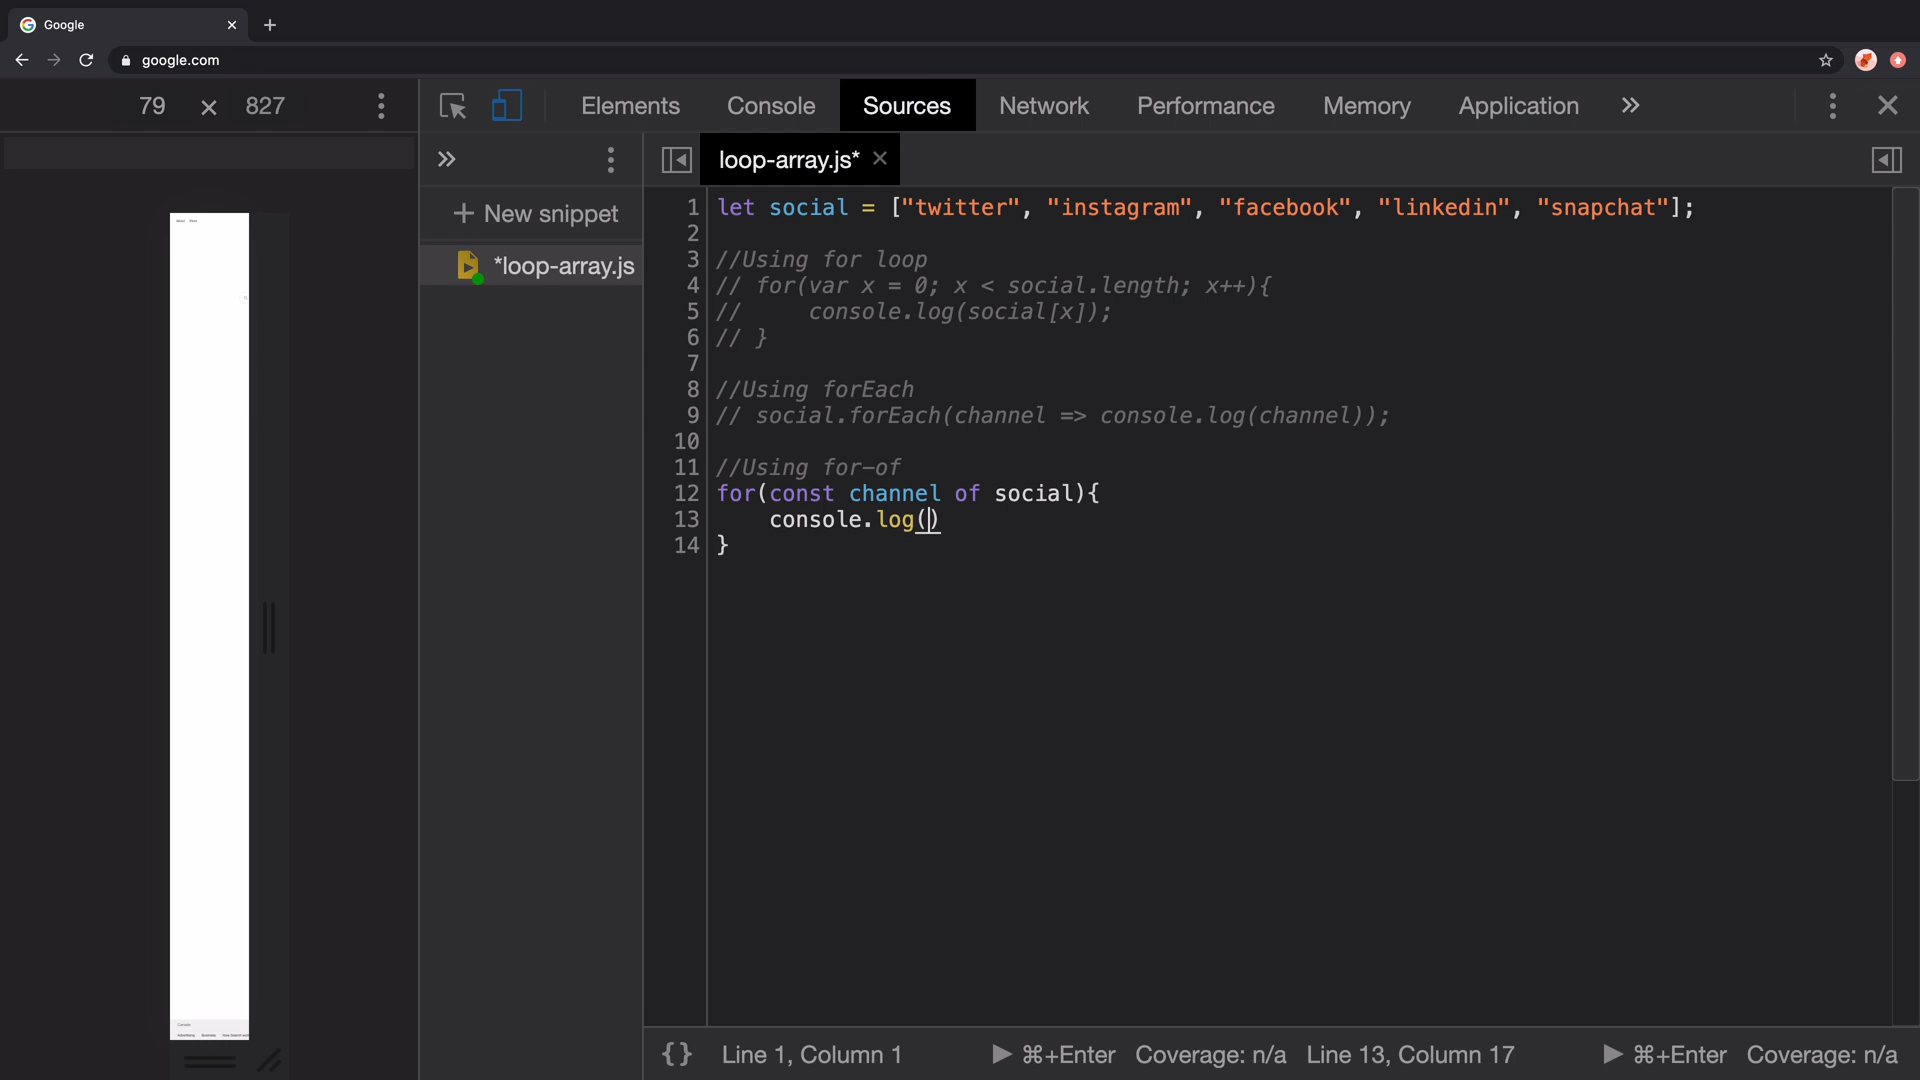 Google
google.com
79 × 827
Elements Console Sources Network Performance Memory Application
loop-array.js*
New snippet
*loop-array.js
1 let social = ["twitter", "instagram", "facebook", "linkedin", "snapchat"];
2
3 //Using for loop
4 // for(var x = 0; x < social.length; x++){
5 //     console.log(social[x]);
6 // }
7
8 //Using forEach
9 // social.forEach(channel => console.log(channel));
10
11 //Using for-of
12 for(const channel of social){
13     console.log()
14 }
{} Line 1, Column 1 ⌘+Enter Coverage: n/a Line 13, Column 17 ⌘+Enter Coverage: n/a